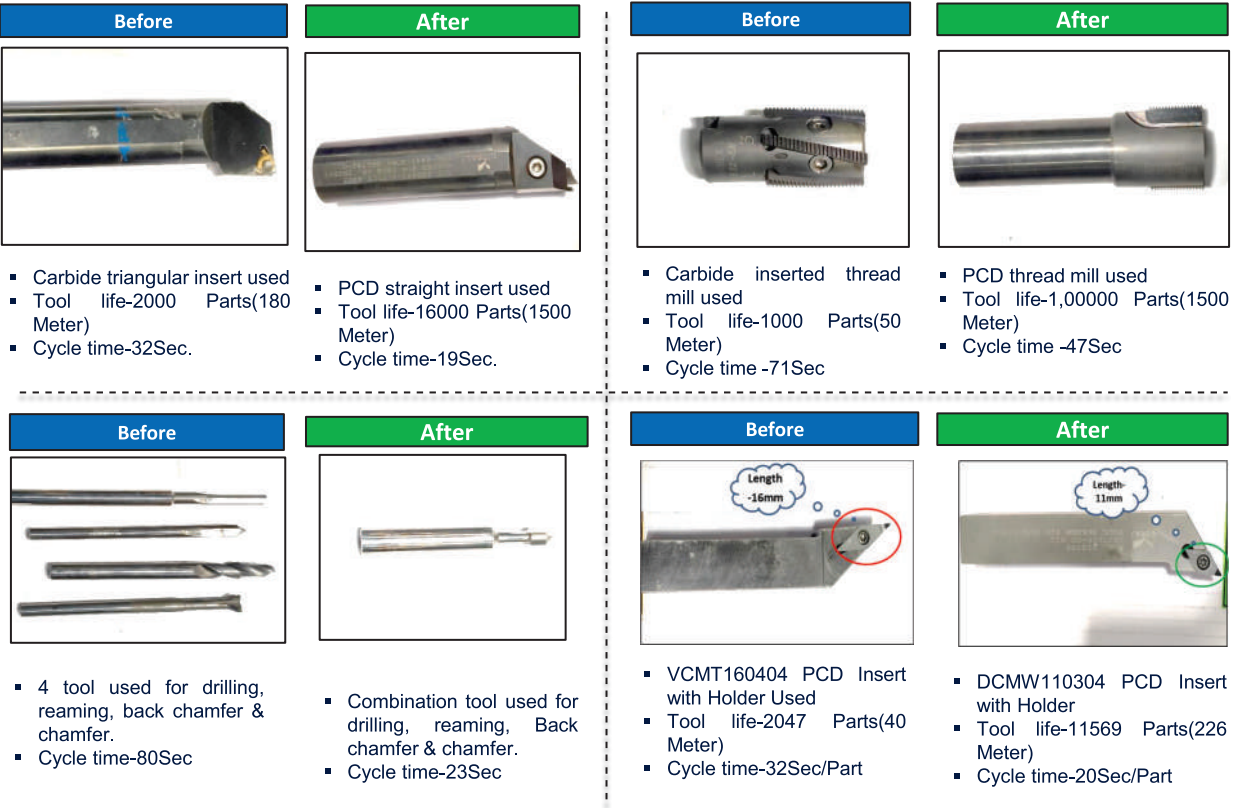 Before
After
▪ Carbide triangular insert used
▪ Tool life-2000 Parts(180
Meter)
▪ Cycle time-32Sec.
▪ PCD straight insert used
▪ Tool life-16000 Parts(1500
Meter)
▪ Cycle time-19Sec.
Before
After
▪ Carbide inserted thread
mill used
▪ Tool life-1000 Parts(50
Meter)
▪ Cycle time -71Sec
▪ PCD thread mill used
▪ Tool life-1,00000 Parts(1500
Meter)
▪ Cycle time -47Sec
Before
After
▪ 4 tool used for drilling,
reaming, back chamfer &
chamfer.
▪ Cycle time-80Sec
▪ Combination tool used for
drilling, reaming, Back
chamfer & chamfer.
▪ Cycle time-23Sec
Before
After
Length
-16mm
Length-
11mm
▪ VCMT160404 PCD Insert
with Holder Used
▪ Tool life-2047 Parts(40
Meter)
▪ Cycle time-32Sec/Part
▪ DCMW110304 PCD Insert
with Holder
▪ Tool life-11569 Parts(226
Meter)
▪ Cycle time-20Sec/Part